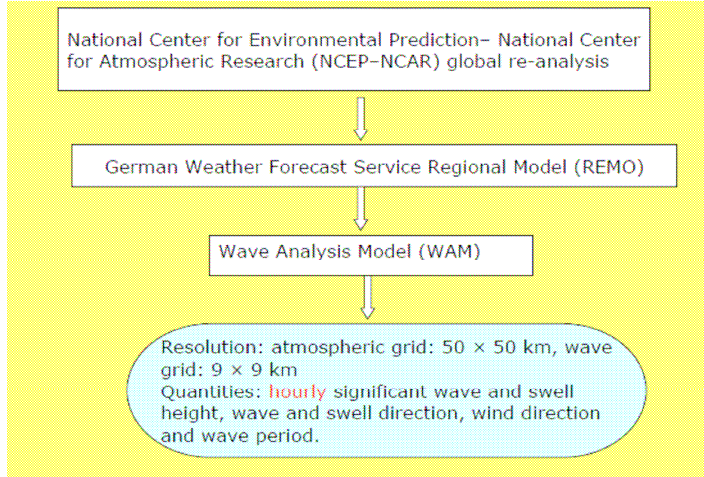 National Center for Environmental Prediction– National Center
for Atmospheric Research (NCEP–NCAR) global re-analysis
German Weather Forecast Service Regional Model (REMO)
Wave Analysis Model (WAM)
Resolution: atmospheric grid: 50 × 50 km, wave
grid: 9 × 9 km
Quantities: hourly significant wave and swell
height, wave and swell direction, wind direction
and wave period.